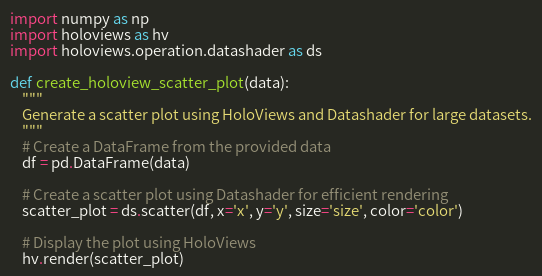 import numpy as np
import holoviews as hv
import holoviews.operation.datashader as ds

def create_holoview_scatter_plot(data):
    """
    Generate a scatter plot using HoloViews and Datashader for large datasets.
    """
    # Create a DataFrame from the provided data
    df = pd.DataFrame(data)

    # Create a scatter plot using Datashader for efficient rendering
    scatter_plot = ds.scatter(df, x='x', y='y', size='size', color='color')

    # Display the plot using HoloViews
    hv.render(scatter_plot)